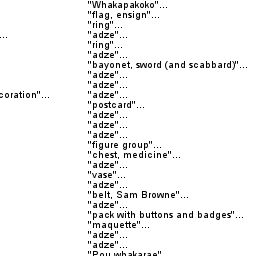 "Whakapakoko"...
"flag, ensign"...
"ring"...
... "adze"...
"ring"...
"adze"...
"bayonet, sword (and scabbard)"...
"adze"...
"adze"...
coration"... "adze"...
"postcard"...
"adze"...
"adze"...
"adze"...
"figure group"...
"chest, medicine"...
"adze"...
"vase"...
"adze"...
"belt, Sam Browne"...
"adze"...
"pack with buttons and badges"...
"maquette"...
"adze"...
"adze"...
"Pou whakarae"